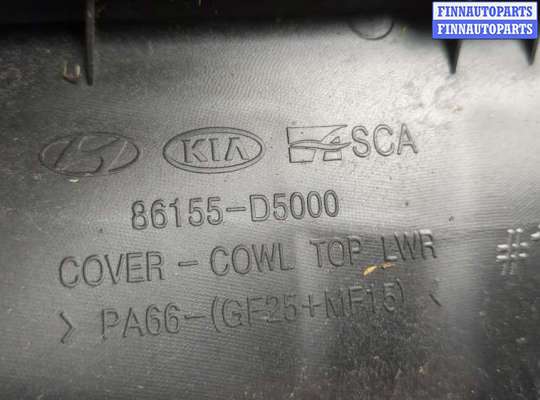 FINNAUTOPARTS
FINNAUTOPARTS
KIA SCA
86155-D5000
COVER - COWL TOP LWR
> PA66-(GF25+MF15) <